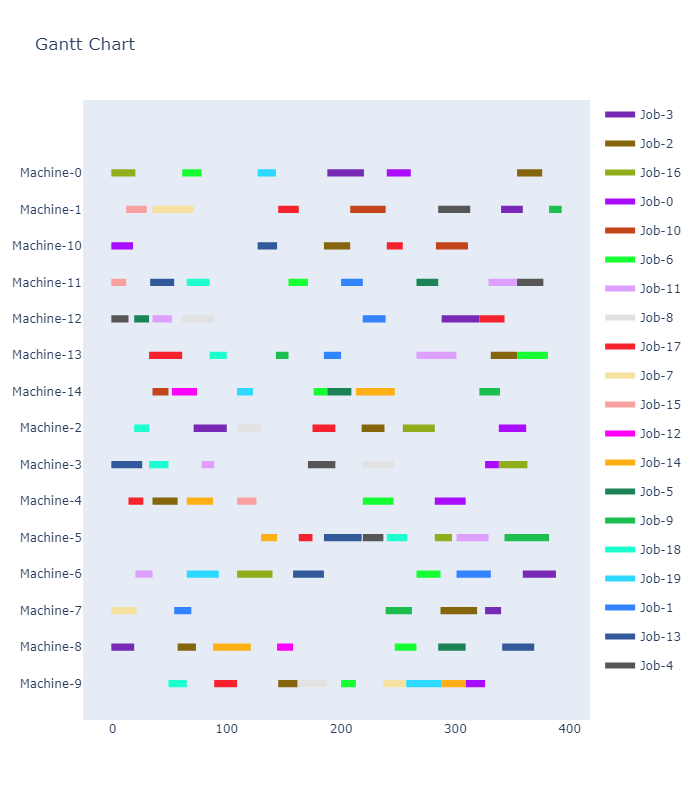 Gantt Chart
Machine-0
Machine-1
Machine-10
Machine-11
Machine-12
Machine-13
Machine-14
Machine-2
Machine-3
Machine-4
Machine-5
Machine-6
Machine-7
Machine-8
Machine-9
0
100
200
300
400
Job-3
Job-2
Job-16
Job-0
Job-10
Job-6
Job-11
Job-8
Job-17
Job-7
Job-15
Job-12
Job-14
Job-5
Job-9
Job-18
Job-19
Job-1
Job-13
Job-4